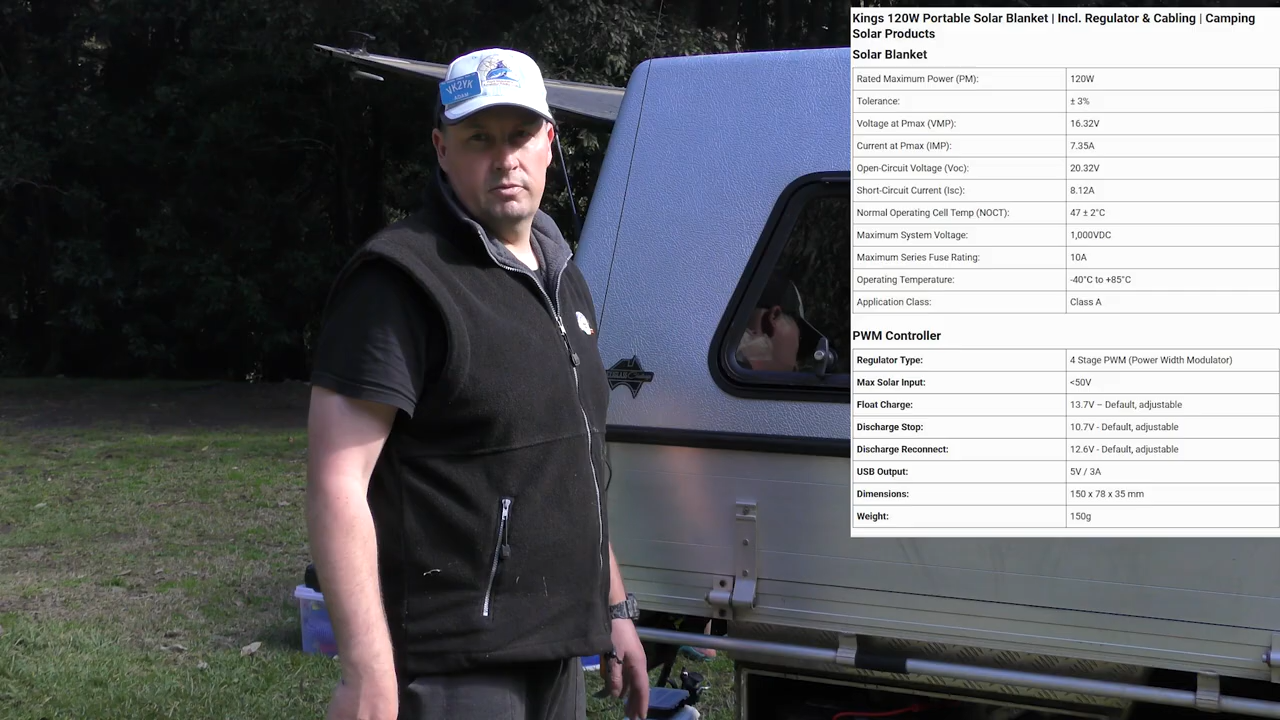 VK2YK
ADAM
Kings 120W Portable Solar Blanket | Incl. Regulator & Cabling | Camping
Solar Products
Solar Blanket
Rated Maximum Power (PM): 120W
Tolerance: ± 3%
Voltage at Pmax (VMP): 16.32V
Current at Pmax (IMP): 7.35A
Open-Circuit Voltage (Voc): 20.32V
Short-Circuit Current (Isc): 8.12A
Normal Operating Cell Temp (NOCT): 47 ± 2°C
Maximum System Voltage: 1,000VDC
Maximum Series Fuse Rating: 10A
Operating Temperature: -40°C to +85°C
Application Class: Class A
PWM Controller
Regulator Type: 4 Stage PWM (Power Width Modulator)
Max Solar Input: <50V
Float Charge: 13.7V – Default, adjustable
Discharge Stop: 10.7V - Default, adjustable
Discharge Reconnect: 12.6V - Default, adjustable
USB Output: 5V / 3A
Dimensions: 150 x 78 x 35 mm
Weight: 150g